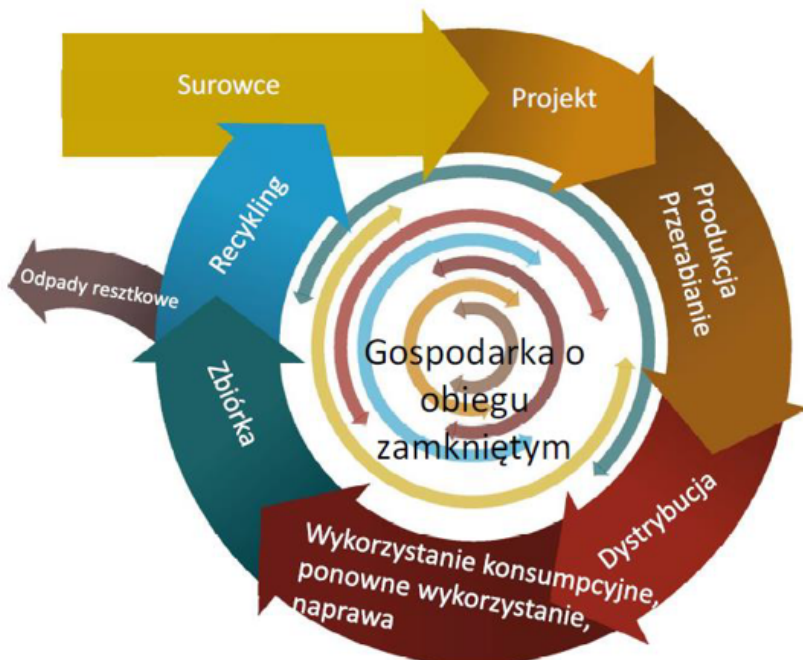 Surowce
Projekt
Produkcja
Przerabianie
Dystrybucja
Wykorzystanie konsumpcyjne,
ponowne wykorzystanie,
naprawa
Zbiórka
Recykling
Odpady resztkowe
Gospodarka o
obiegu
zamkniętym